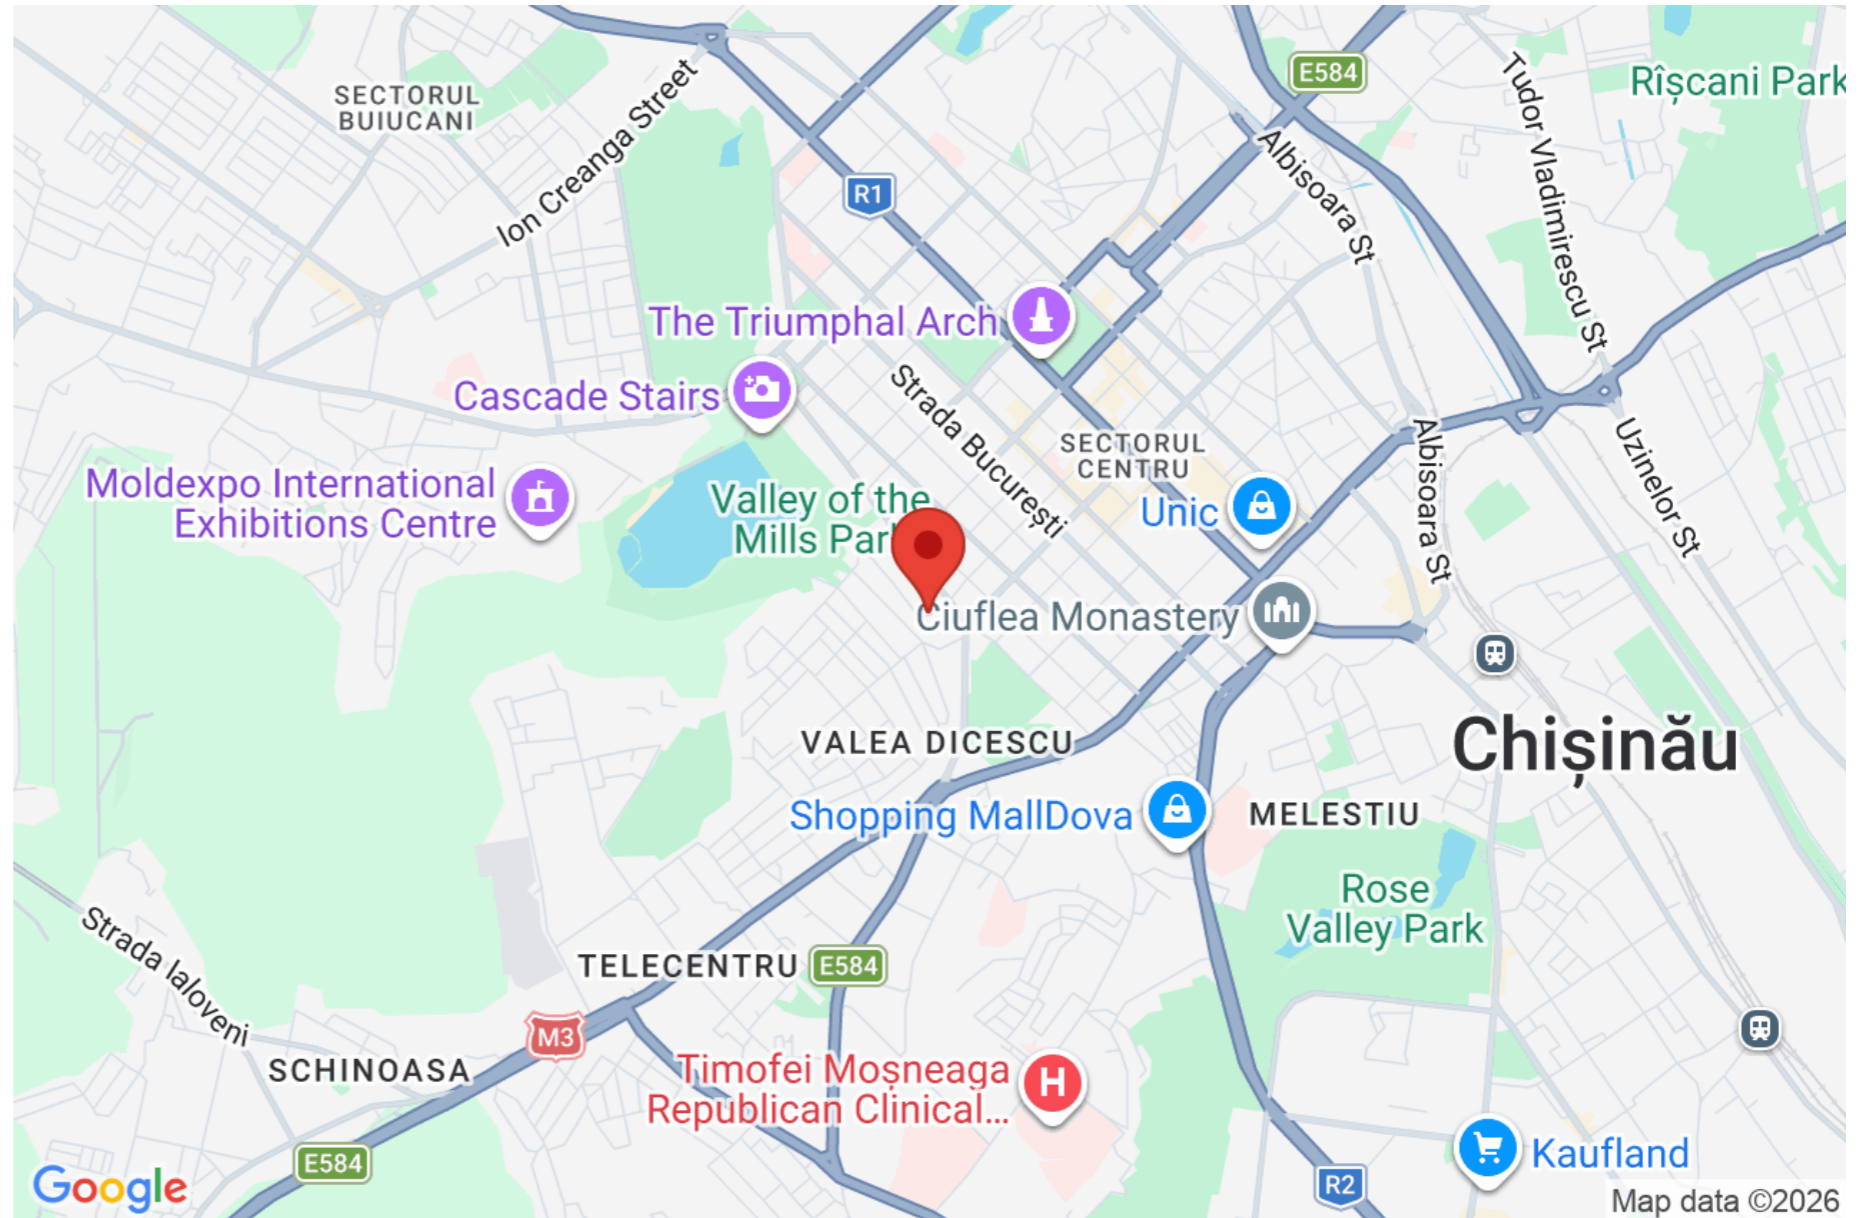 SECTORUL
BUIUCANI
Ion Creanga Street
E584
Tudor Vladimirescu St
Rîșcani Park
R1
Albisoara St
The Triumphal Arch
Cascade Stairs
Strada București
SECTORUL
CENTRU
Albisoara St
Uzinelor St
Moldexpo International
Exhibitions Centre
Valley of the
Mills Par
Unic
Ciuflea Monastery
VALEA DICESCU
Chișinău
Shopping MallDova
MELESTIU
Rose
Valley Park
Strada Ialoveni
TELECENTRU
E584
M3
SCHINOASA
Timofei Moșneaga
Republican Clinical...
H
Kaufland
E584
R2
Google
Map data ©2026